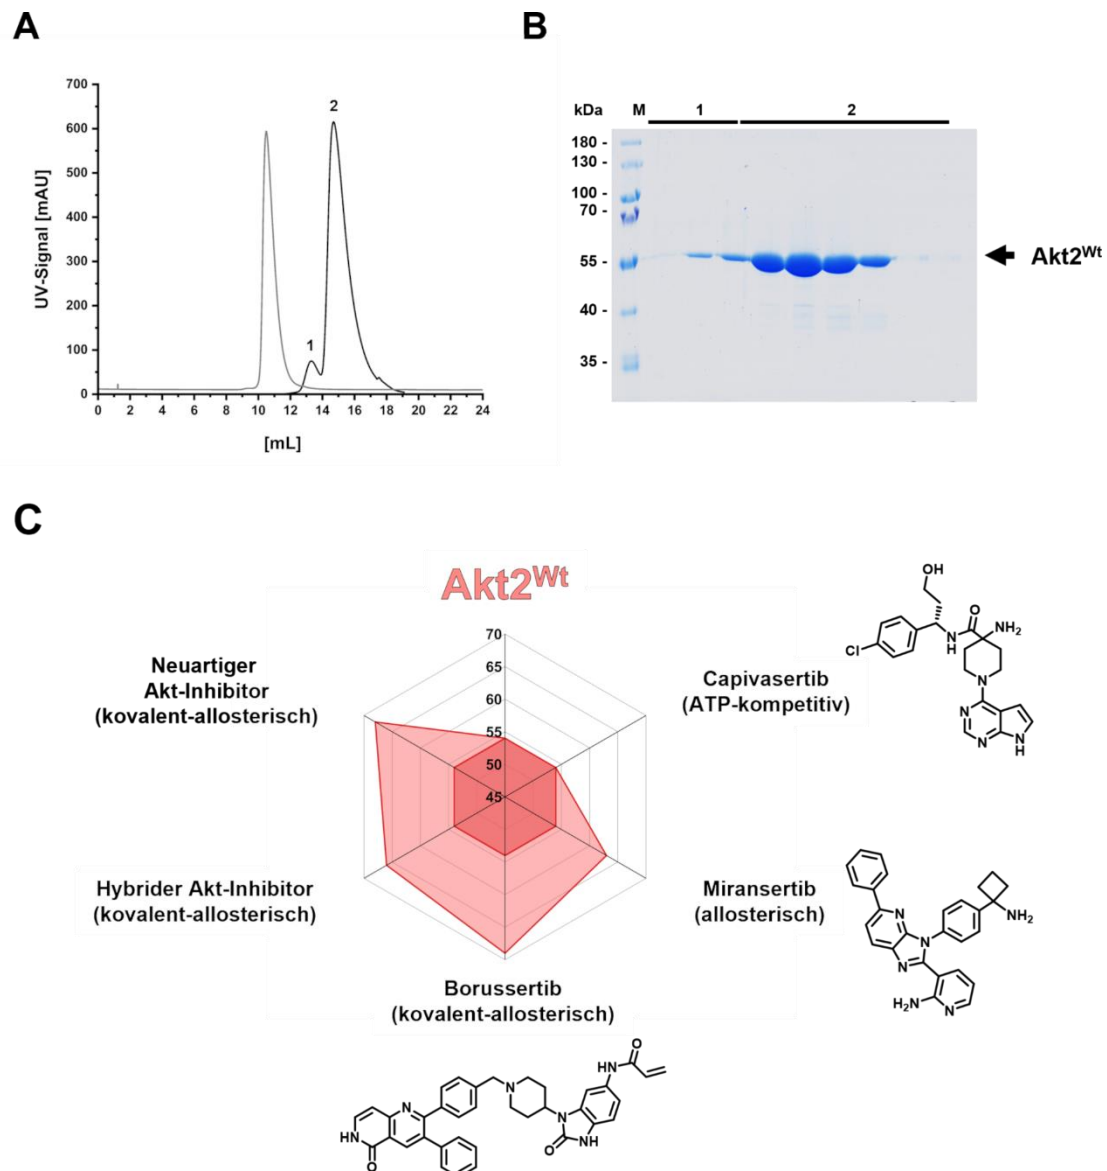 A
700
600
500
400
300
200
100
0
UV-Signal [mAU]
1
2
0 2 4 6 8 10 12 14 16 18 20 22 24
[mL]
B
kDa M 1 2
180 -
130 -
100 -
70 -
55 -
40 -
35 -
Akt2Wt
C
Akt2Wt
70
65
60
55
50
45
Neuartiger
Akt-Inhibitor
(kovalent-allosterisch)
Capivasertib
(ATP-kompetitiv)
Hybrider Akt-Inhibitor
(kovalent-allosterisch)
Miransertib
(allosterisch)
Borussertib
(kovalent-allosterisch)
OH
O
NH2
N
H
Cl
N
N
N
N
H
N
N
N
NH2
H2N
N
O
HN
N
N
N
HN
O
NH
O